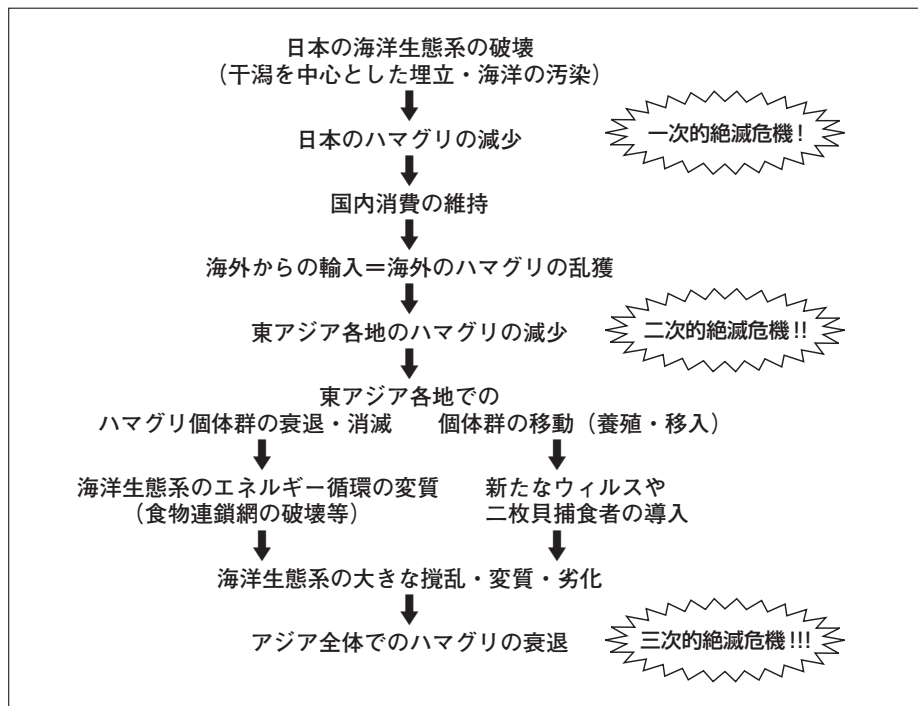 日本の海洋生態系の破壊
（干潟を中心とした埋立・海洋の汚染）
一次的絶滅危機！
日本のハマグリの減少
国内消費の維持
海外からの輸入＝海外のハマグリの乱獲
東アジア各地のハマグリの減少
二次的絶滅危機!!
東アジア各地での
ハマグリ個体群の衰退・消滅
個体群の移動（養殖・移入）
海洋生態系のエネルギー循環の変質
（食物連鎖網の破壊等）
新たなウィルスや
二枚貝捕食者の導入
海洋生態系の大きな撹乱・変質・劣化
アジア全体でのハマグリの衰退
三次的絶滅危機!!!